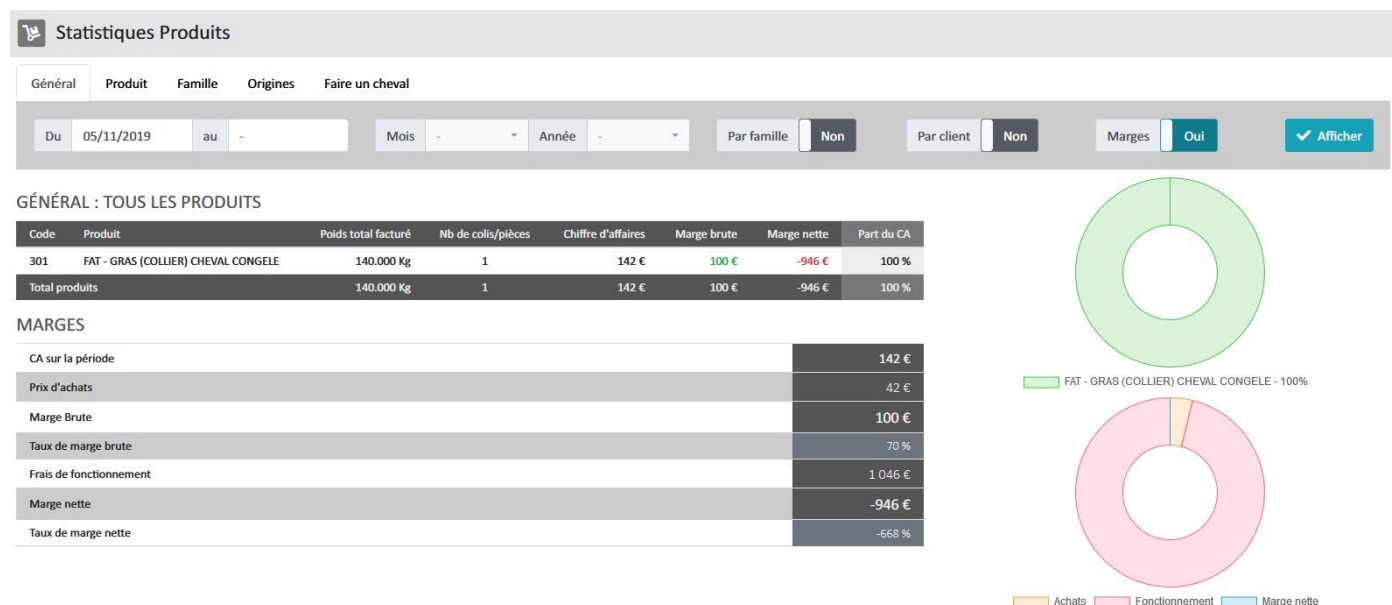 Statistiques Produits
Général Produit Famille Origines Faire un cheval
Du 05/11/2019 au - Mois - Année - Par famille Non Par client Non Marges Oui Afficher
GÉNÉRAL : TOUS LES PRODUITS
Code Produit Poids total facturé Nb de colis/pièces Chiffre d'affaires Marge brute Marge nette Part du CA
301 FAT - GRAS (COLLIER) CHEVAL CONGELE 140.000 Kg 1 142 € 100 € -946 € 100 %
Total produits 140.000 Kg 1 142 € 100 € -946 € 100 %
MARGES
CA sur la période 142 €
Prix d'achats 42 €
Marge Brute 100 €
Taux de marge brute 70 %
Frais de fonctionnement 1 046 €
Marge nette -946 €
Taux de marge nette -668 %
FAT - GRAS (COLLIER) CHEVAL CONGELE - 100%
Achats Fonctionnement Marge nette